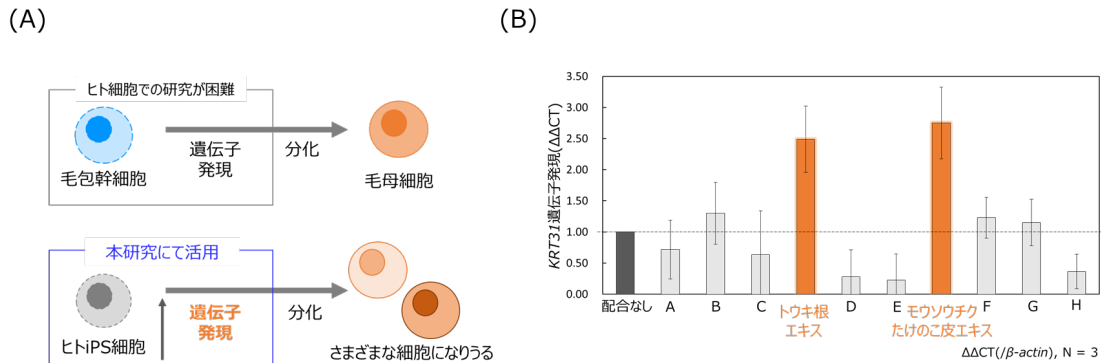 (A)
ヒト細胞での研究が困難
毛包幹細胞
遺伝子
発現
分化
毛母細胞
本研究にて活用
ヒトiPS細胞
遺伝子
発現
分化
さまざまな細胞になりうる
(B)
KRT31遺伝子発現(ΔΔCT)
3.50
3.00
2.50
2.00
1.50
1.00
0.50
0.00
配合なし
A
B
C
トウキ根
エキス
D
E
モウソウチク
たけのこ皮エキス
F
G
H
ΔΔCT(/β-actin), N = 3